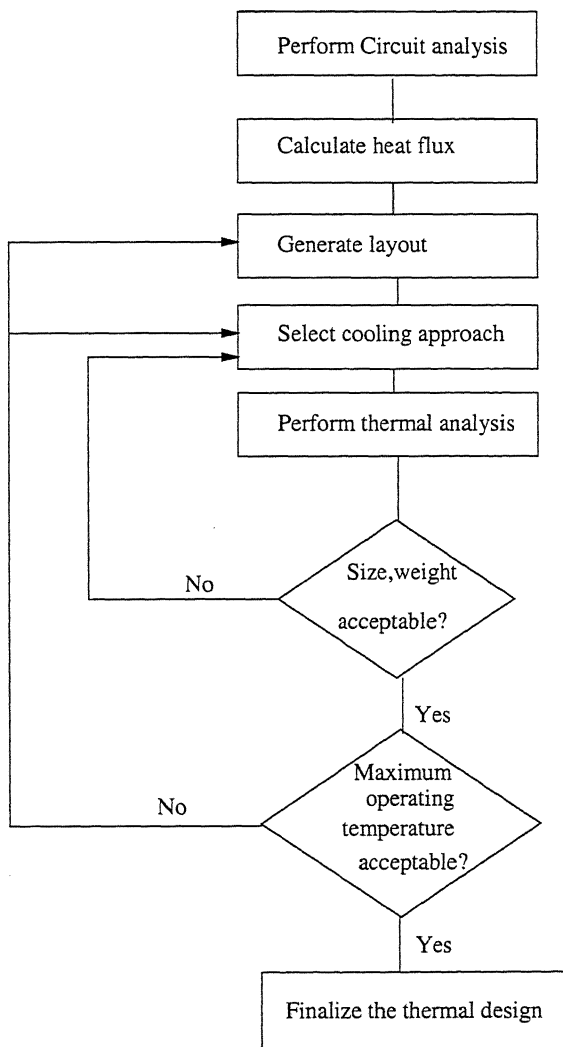 Perform Circuit analysis
Calculate heat flux
Generate layout
Select cooling approach
Perform thermal analysis
Size,weight
acceptable?
No
Yes
Maximum
operating
temperature
acceptable?
No
Yes
Finalize the thermal design